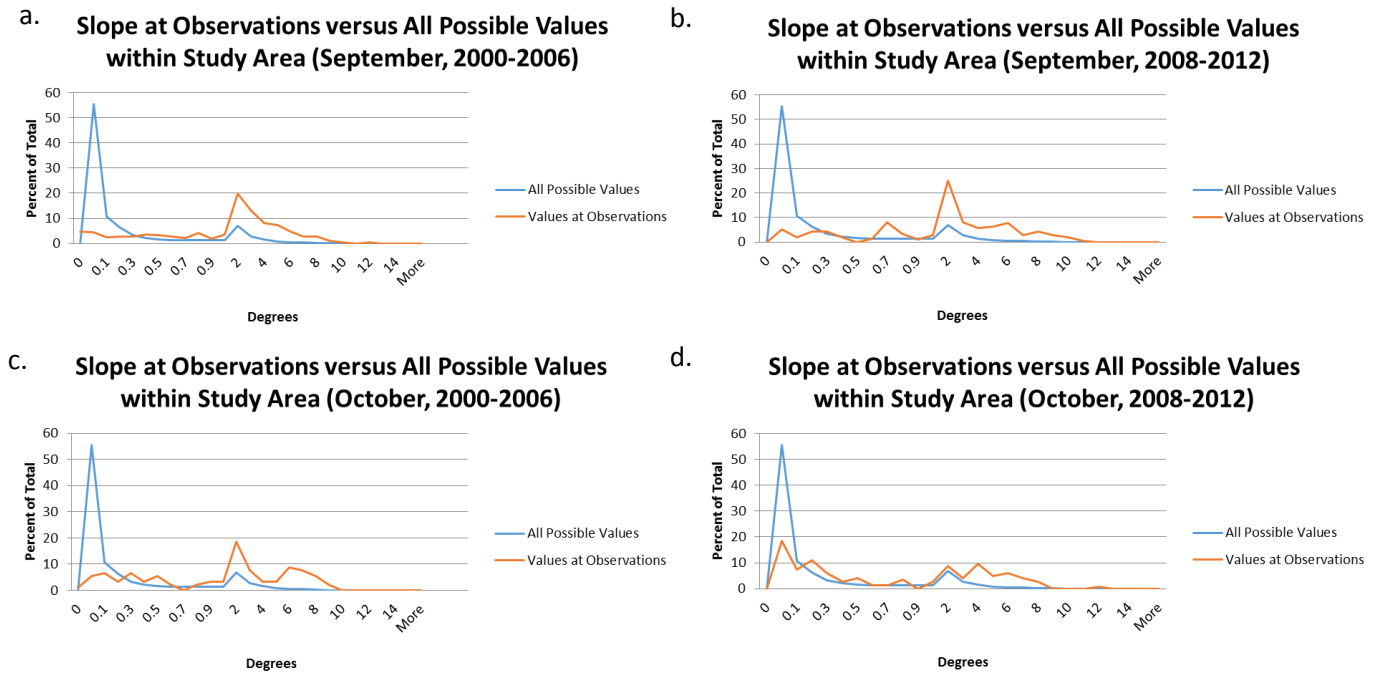 a.
Slope at Observations versus All Possible Values
within Study Area (September, 2000-2006)
60
50
40
30
20
10
0
Percent of Total
0
0.1
0.3
0.5
0.7
0.9
2
4
6
8
10
12
14
More
Degrees
All Possible Values
Values at Observations
b.
Slope at Observations versus All Possible Values
within Study Area (September, 2008-2012)
60
50
40
30
20
10
0
Percent of Total
0
0.1
0.3
0.5
0.7
0.9
2
4
6
8
10
12
14
More
Degrees
All Possible Values
Values at Observations
c.
Slope at Observations versus All Possible Values
within Study Area (October, 2000-2006)
60
50
40
30
20
10
0
Percent of Total
0
0.1
0.3
0.5
0.7
0.9
2
4
6
8
10
12
14
More
Degrees
All Possible Values
Values at Observations
d.
Slope at Observations versus All Possible Values
within Study Area (October, 2008-2012)
60
50
40
30
20
10
0
Percent of Total
0
0.1
0.3
0.5
0.7
0.9
2
4
6
8
10
12
14
More
Degrees
All Possible Values
Values at Observations